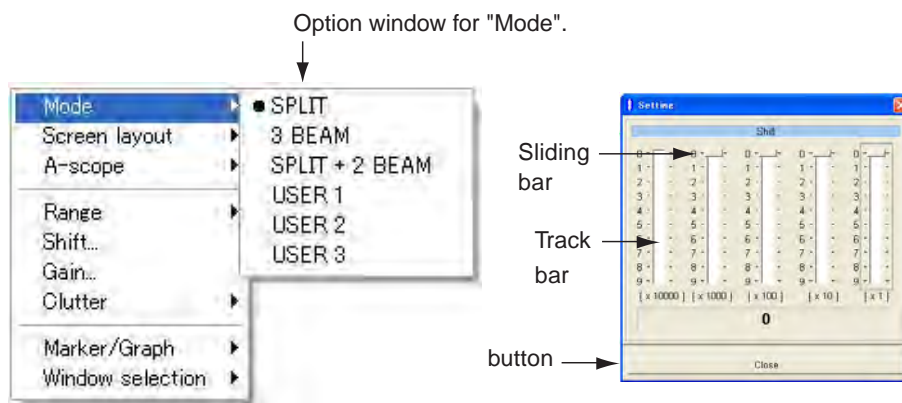 Option window for "Mode".
Mode
SPLIT
Screen layout
3 BEAM
A-scope
SPLIT + 2 BEAM
USER 1
Range
USER 2
Shift...
USER 3
Gain...
Clutter
Marker/Graph
Window selection
Setting
Shift
Sliding
bar
Track
bar
0 0 0 0 0
1 1 1 1 1
2 2 2 2 2
3 3 3 3 3
4 4 4 4 4
5 5 5 5 5
6 6 6 6 6
7 7 7 7 7
8 8 8 8 8
9 9 9 9 9
[ x 10000 ] [ x 1000 ] [ x 100 ] [ x 10 ] [ x 1 ]
0
button
Close